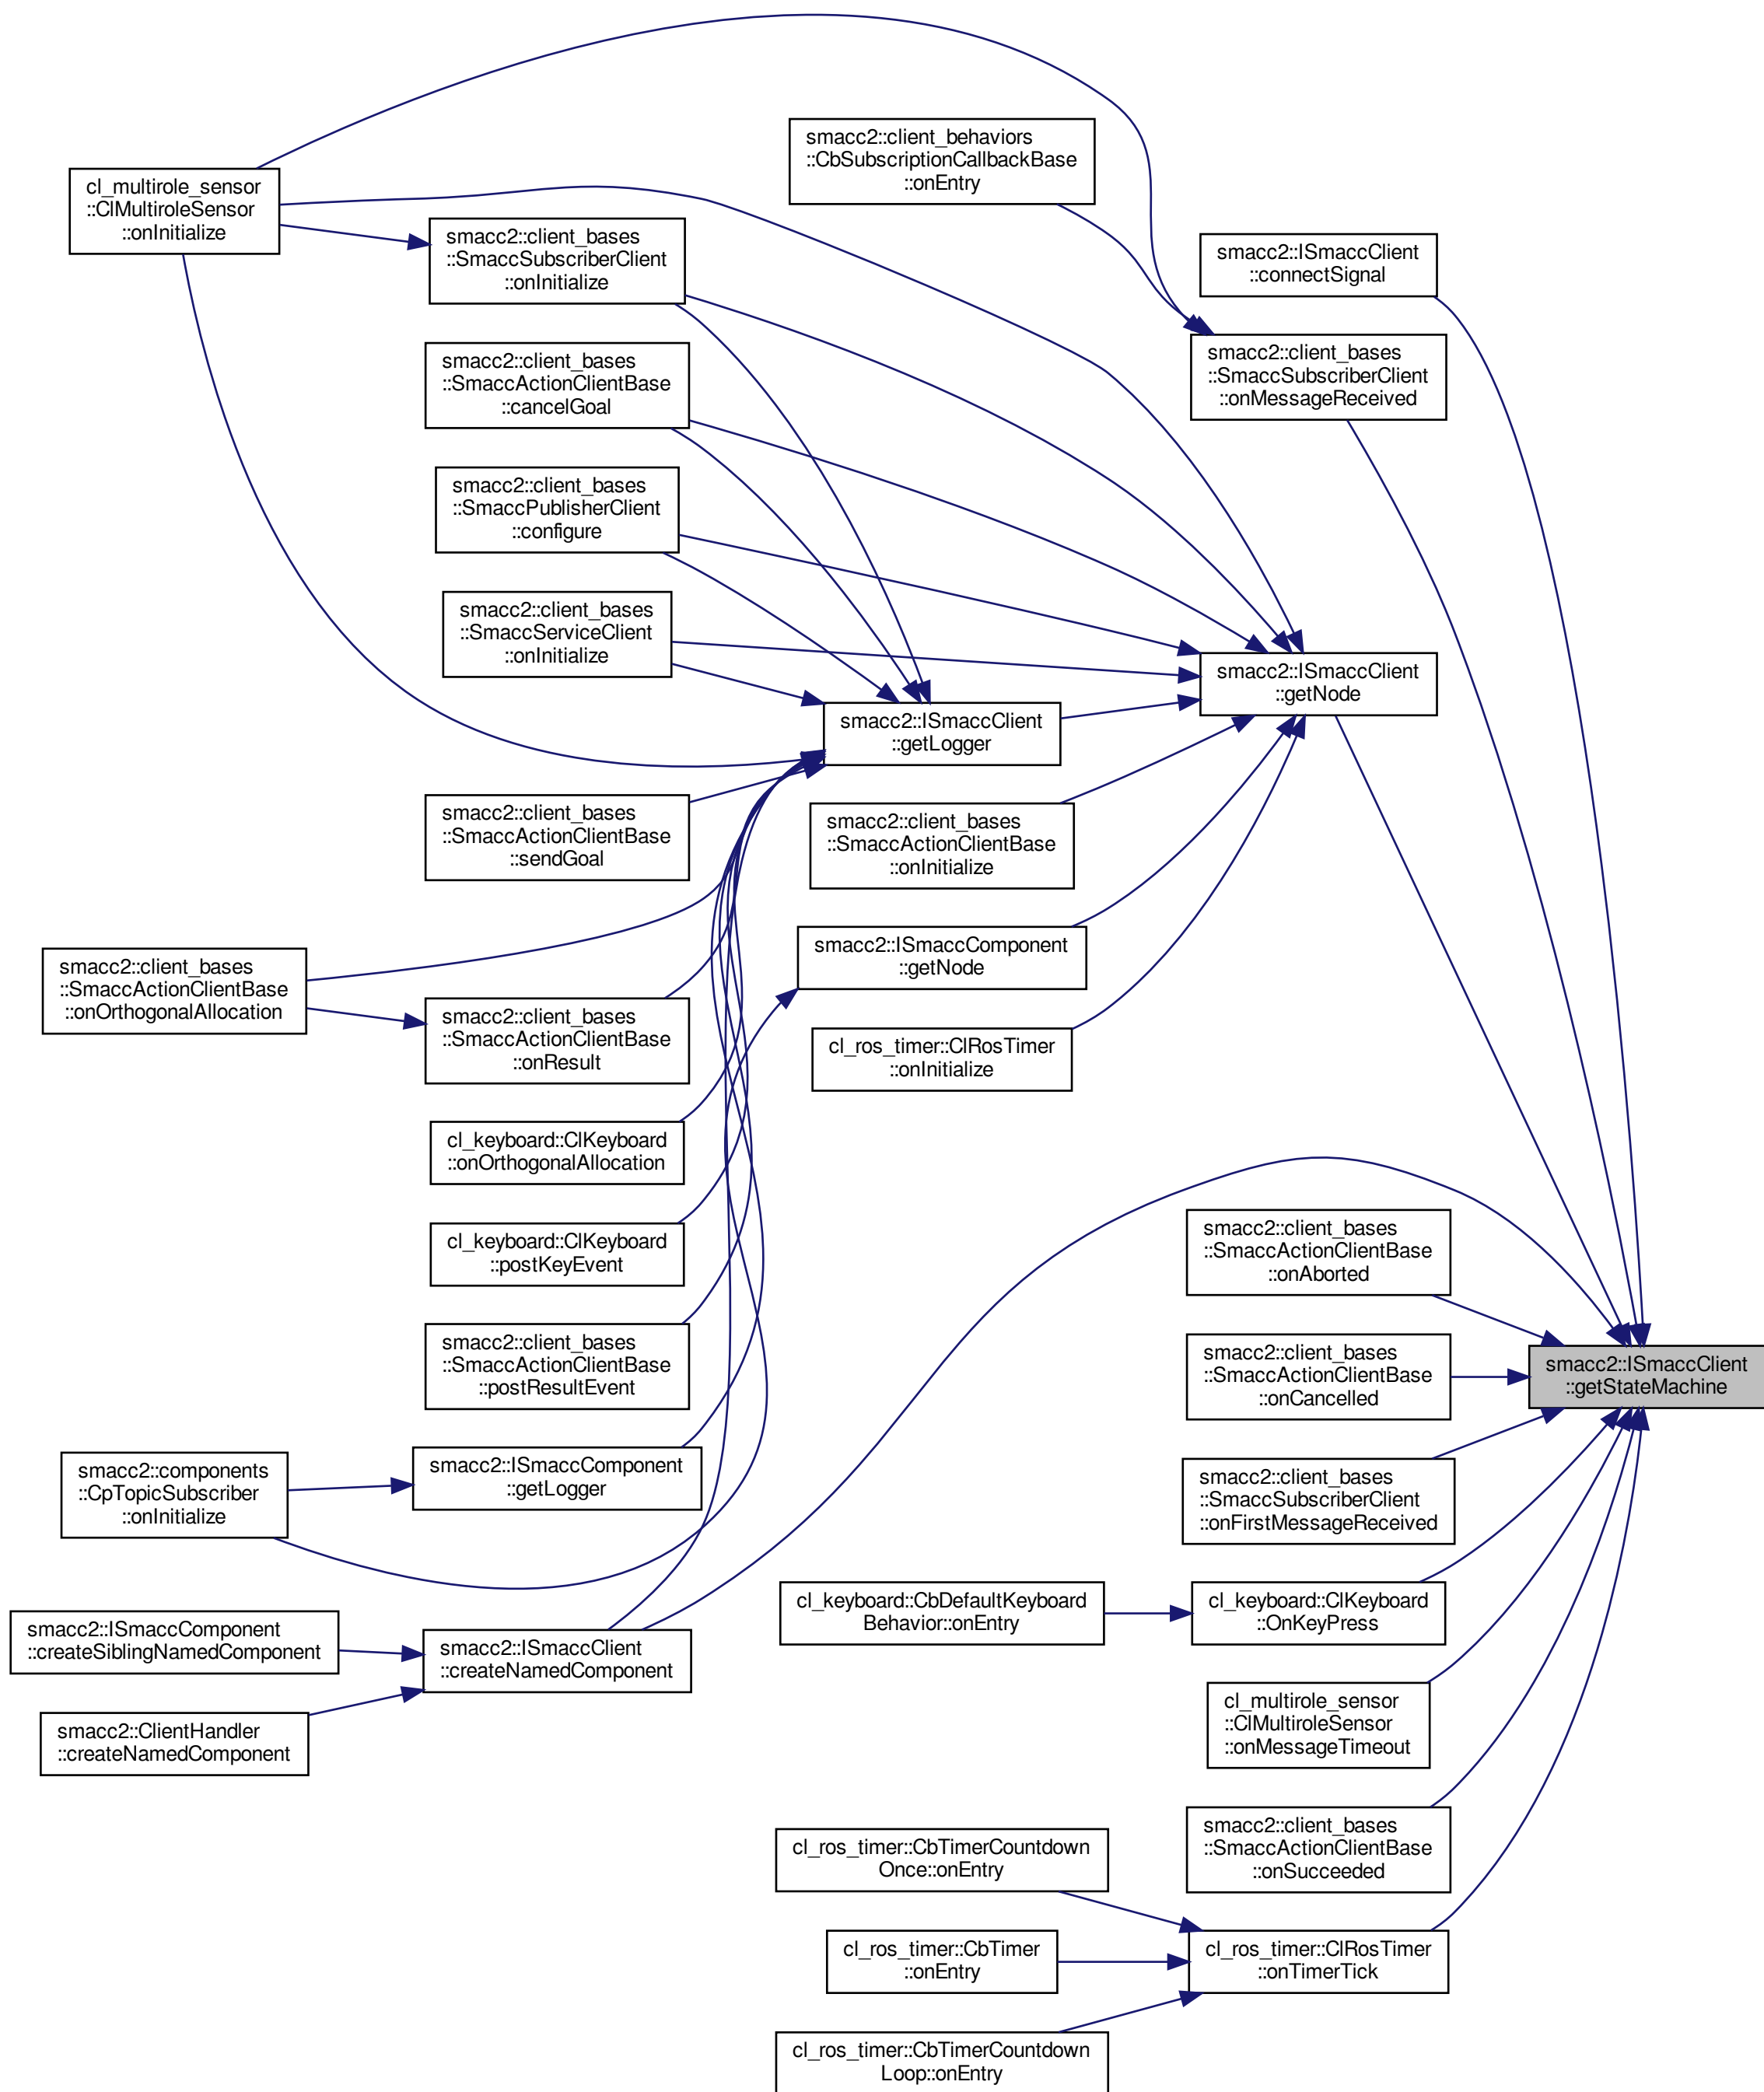 smacc2::client_behaviors
::CbSubscriptionCallbackBase
::onEntry
cl_multirole_sensor
::ClMultiroleSensor
::onInitialize
smacc2::client_bases
::SmaccSubscriberClient
::onInitialize
smacc2::ISmaccClient
::connectSignal
smacc2::client_bases
::SmaccSubscriberClient
::onMessageReceived
smacc2::client_bases
::SmaccActionClientBase
::cancelGoal
smacc2::client_bases
::SmaccPublisherClient
::configure
smacc2::client_bases
::SmaccServiceClient
::onInitialize
smacc2::ISmaccClient
::getNode
smacc2::ISmaccClient
::getLogger
smacc2::client_bases
::SmaccActionClientBase
::sendGoal
smacc2::client_bases
::SmaccActionClientBase
::onInitialize
smacc2::ISmaccComponent
::getNode
smacc2::client_bases
::SmaccActionClientBase
::onOrthogonalAllocation
smacc2::client_bases
::SmaccActionClientBase
::onResult
cl_ros_timer::ClRosTimer
::onInitialize
cl_keyboard::ClKeyboard
::onOrthogonalAllocation
cl_keyboard::ClKeyboard
::postKeyEvent
smacc2::client_bases
::SmaccActionClientBase
::onAborted
smacc2::client_bases
::SmaccActionClientBase
::postResultEvent
smacc2::client_bases
::SmaccActionClientBase
::onCancelled
smacc2::ISmaccClient
::getStateMachine
smacc2::components
::CpTopicSubscriber
::onInitialize
smacc2::ISmaccComponent
::getLogger
smacc2::client_bases
::SmaccSubscriberClient
::onFirstMessageReceived
cl_keyboard::CbDefaultKeyboard
Behavior::onEntry
cl_keyboard::ClKeyboard
::OnKeyPress
smacc2::ISmaccComponent
::createSiblingNamedComponent
smacc2::ISmaccClient
::createNamedComponent
cl_multirole_sensor
::ClMultiroleSensor
::onMessageTimeout
smacc2::ClientHandler
::createNamedComponent
smacc2::client_bases
::SmaccActionClientBase
::onSucceeded
cl_ros_timer::CbTimerCountdown
Once::onEntry
cl_ros_timer::CbTimer
::onEntry
cl_ros_timer::ClRosTimer
::onTimerTick
cl_ros_timer::CbTimerCountdown
Loop::onEntry